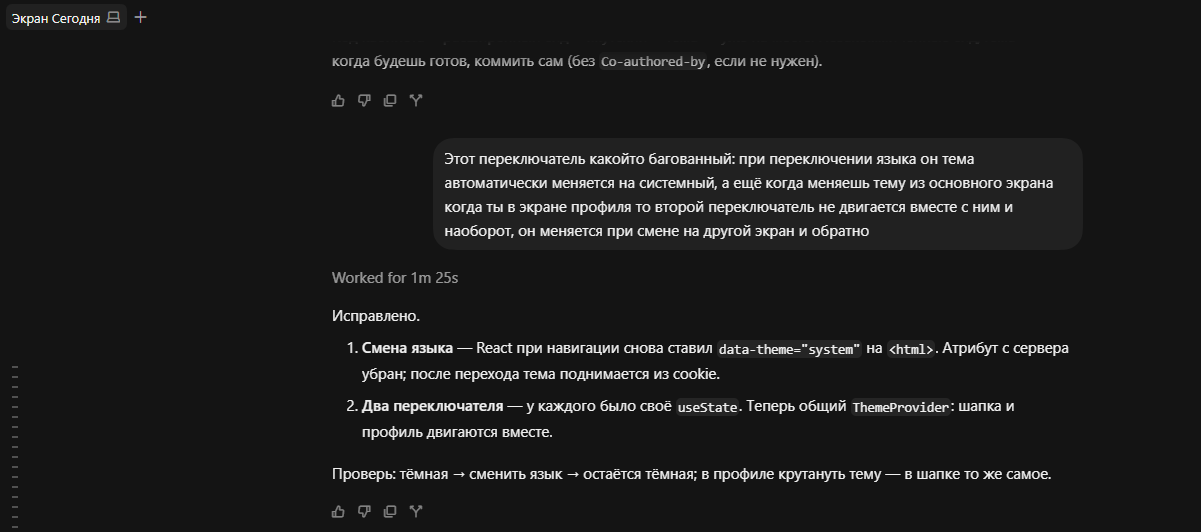 Экран Сегодня
когда будешь готов, коммить сам (без Co-authored-by, если не нужен).
Этот переключатель какойто багованный: при переключении языка он тема
автоматически меняется на системный, а ещё когда меняешь тему из основного экрана
когда ты в экране профиля то второй переключатель не двигается вместе с ним и
наоборот, он меняется при смене на другой экран и обратно
Worked for 1m 25s
Исправлено.
1. Смена языка — React при навигации снова ставил data-theme="system" на <html>. Атрибут с сервера
убран; после перехода тема поднимается из cookie.
2. Два переключателя — у каждого было своё useState. Теперь общий ThemeProvider: шапка и
профиль двигаются вместе.
Проверь: тёмная → сменить язык → остаётся тёмная; в профиле крутануть тему — в шапке то же самое.